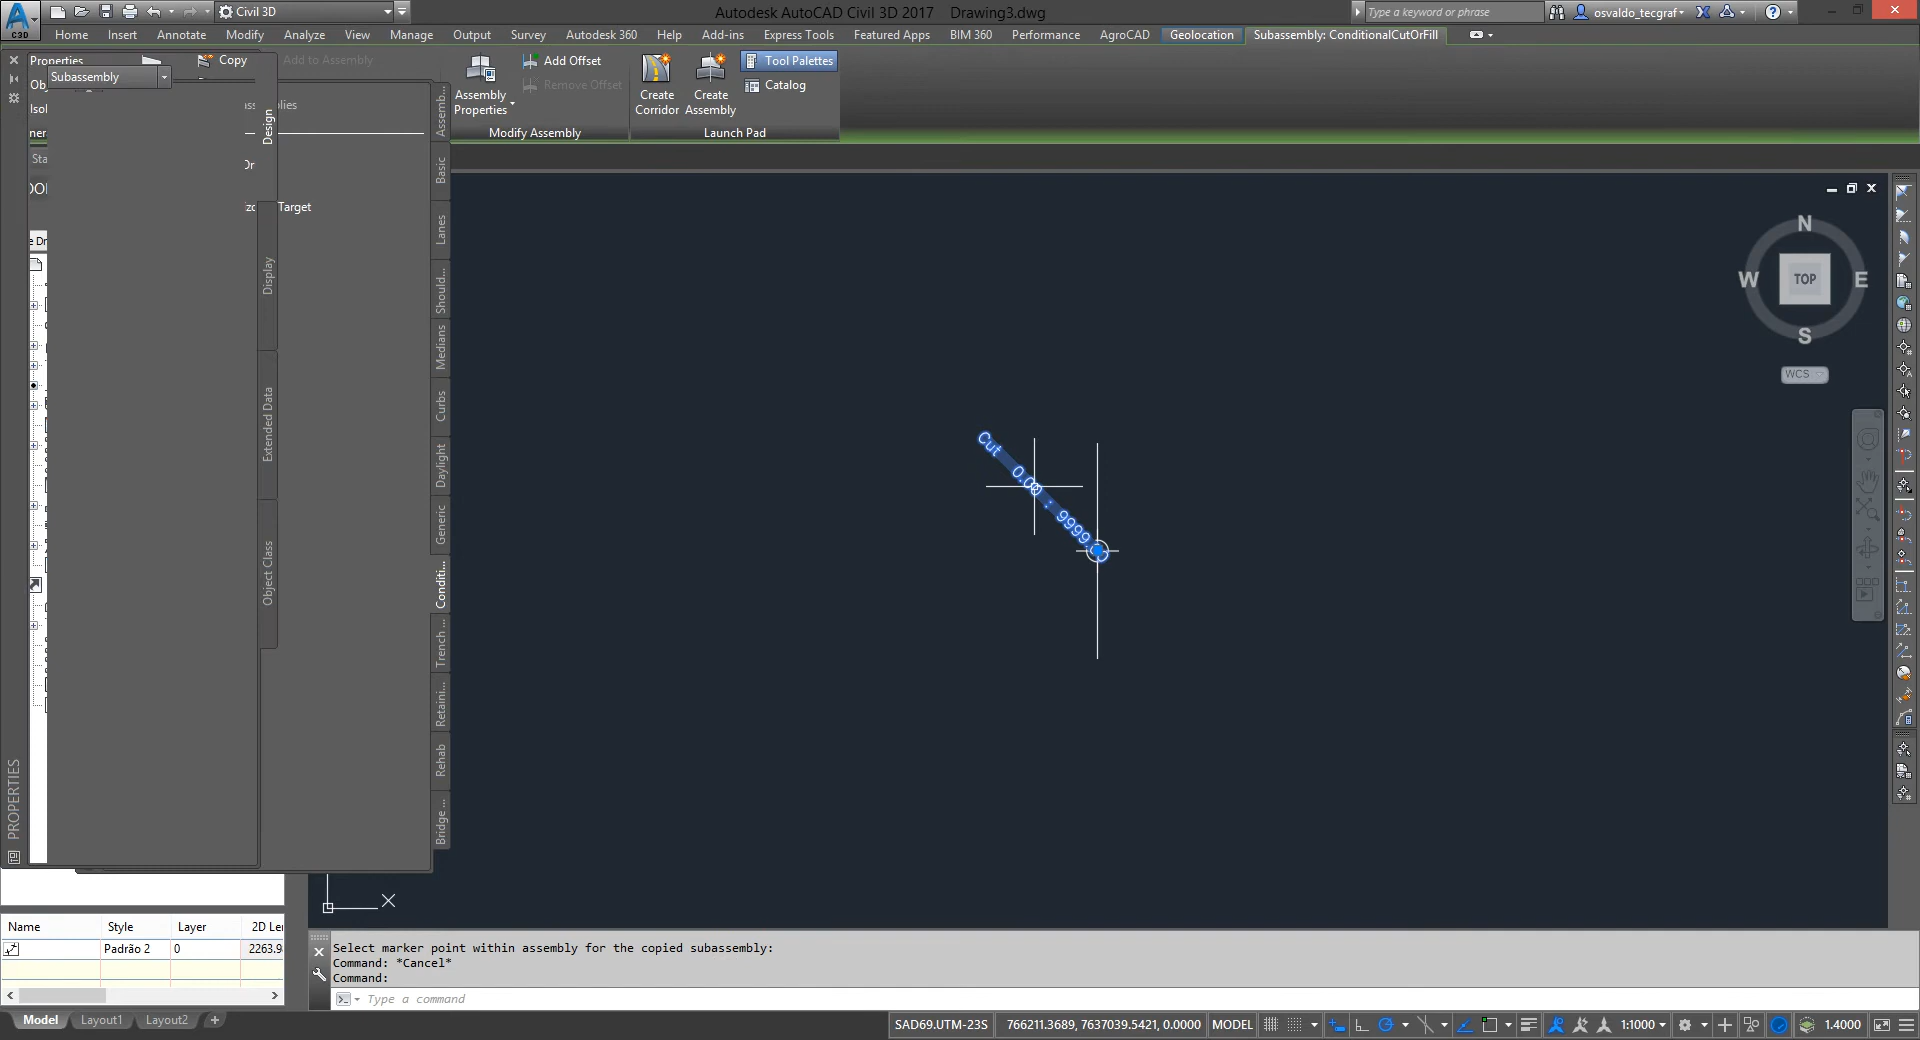 C3D
Civil 3D
Autodesk AutoCAD Civil 3D 2017 Drawing3.dwg
Type a keyword or phrase
osvaldo_tecgraf
Home Insert Annotate Modify Analyze View Manage Output Survey Autodesk 360 Help Add-ins Express Tools Featured Apps BIM 360 Performance AgroCAD Geolocation Subassembly: ConditionalCutOrFill
Properties
Copy
Add to Assembly
Subassembly
Assembly Properties
Add Offset
Remove Offset
Modify Assembly
Create Corridor
Create Assembly
Tool Palettes
Catalog
Launch Pad
Target
Design
Display
Extended Data
Object Class
PROPERTIES
Assemb...
Basic
Lanes
Should...
Medians
Curbs
Daylight
Generic
Conditi...
Trench ...
Retaini...
Rehab
Bridge ...
Cut 0.00 : 9999
N
W TOP E
S
WCS
X
Name Style Layer 2D Le
Padrão 2 0 2263.9
Select marker point within assembly for the copied subassembly:
Command: *Cancel*
Command:
Type a command
Model Layout1 Layout2 +
SAD69.UTM-23S 766211.3689, 7637039.5421, 0.0000 MODEL 1:1000 1.4000